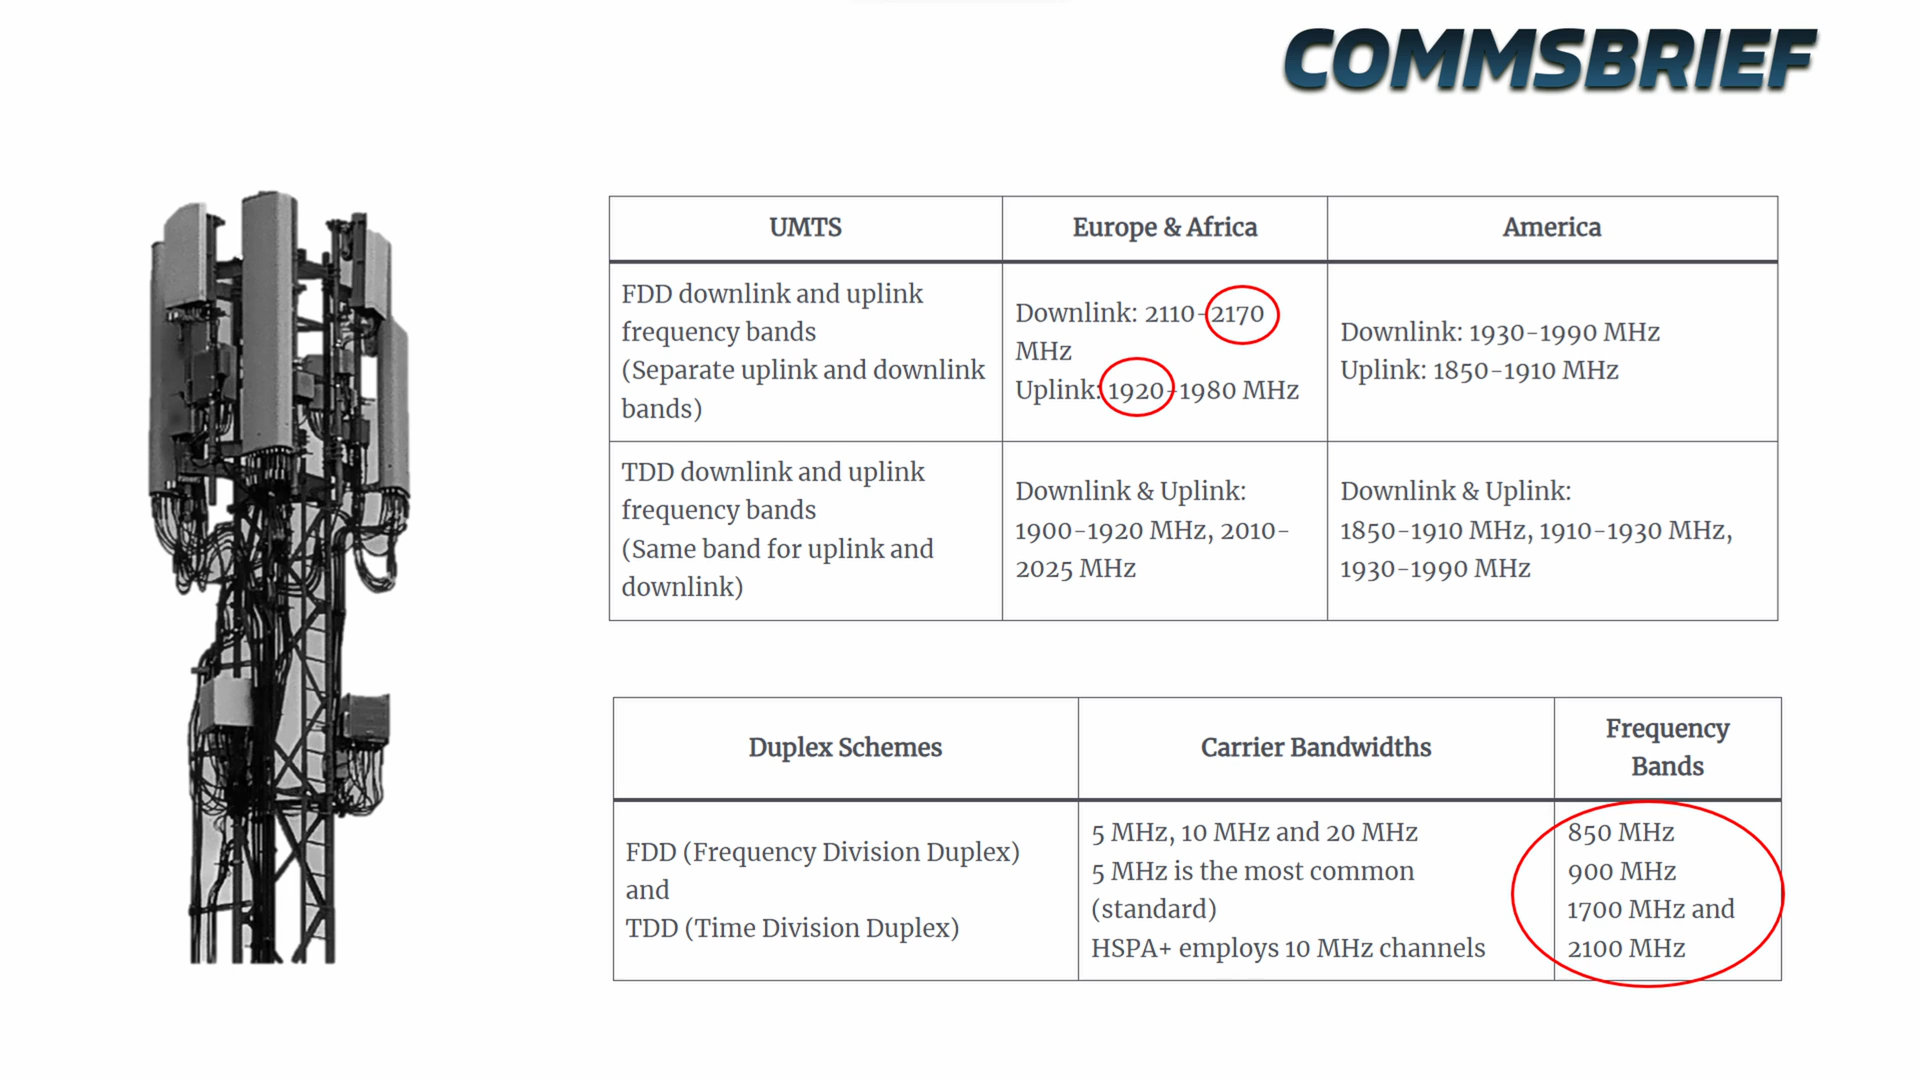 COMMSBRIEF
UMTS
Europe & Africa
America
FDD downlink and uplink
frequency bands
(Separate uplink and downlink
bands)
Downlink: 2110-2170
MHz
Uplink: 1920-1980 MHz
Downlink: 1930-1990 MHz
Uplink: 1850-1910 MHz
TDD downlink and uplink
frequency bands
(Same band for uplink and
downlink)
Downlink & Uplink:
1900-1920 MHz, 2010-
2025 MHz
Downlink & Uplink:
1850-1910 MHz, 1910-1930 MHz,
1930-1990 MHz
Duplex Schemes
Carrier Bandwidths
Frequency
Bands
FDD (Frequency Division Duplex)
and
TDD (Time Division Duplex)
5 MHz, 10 MHz and 20 MHz
5 MHz is the most common
(standard)
HSPA+ employs 10 MHz channels
850 MHz
900 MHz
1700 MHz and
2100 MHz